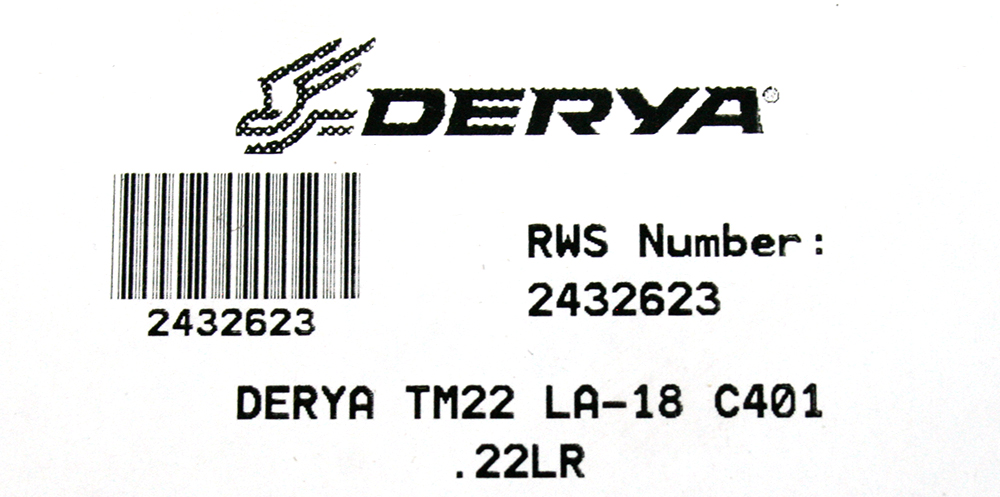 DERYA®
2432623
RWS Number:
2432623
DERYA TM22 LA-18 C401
.22LR